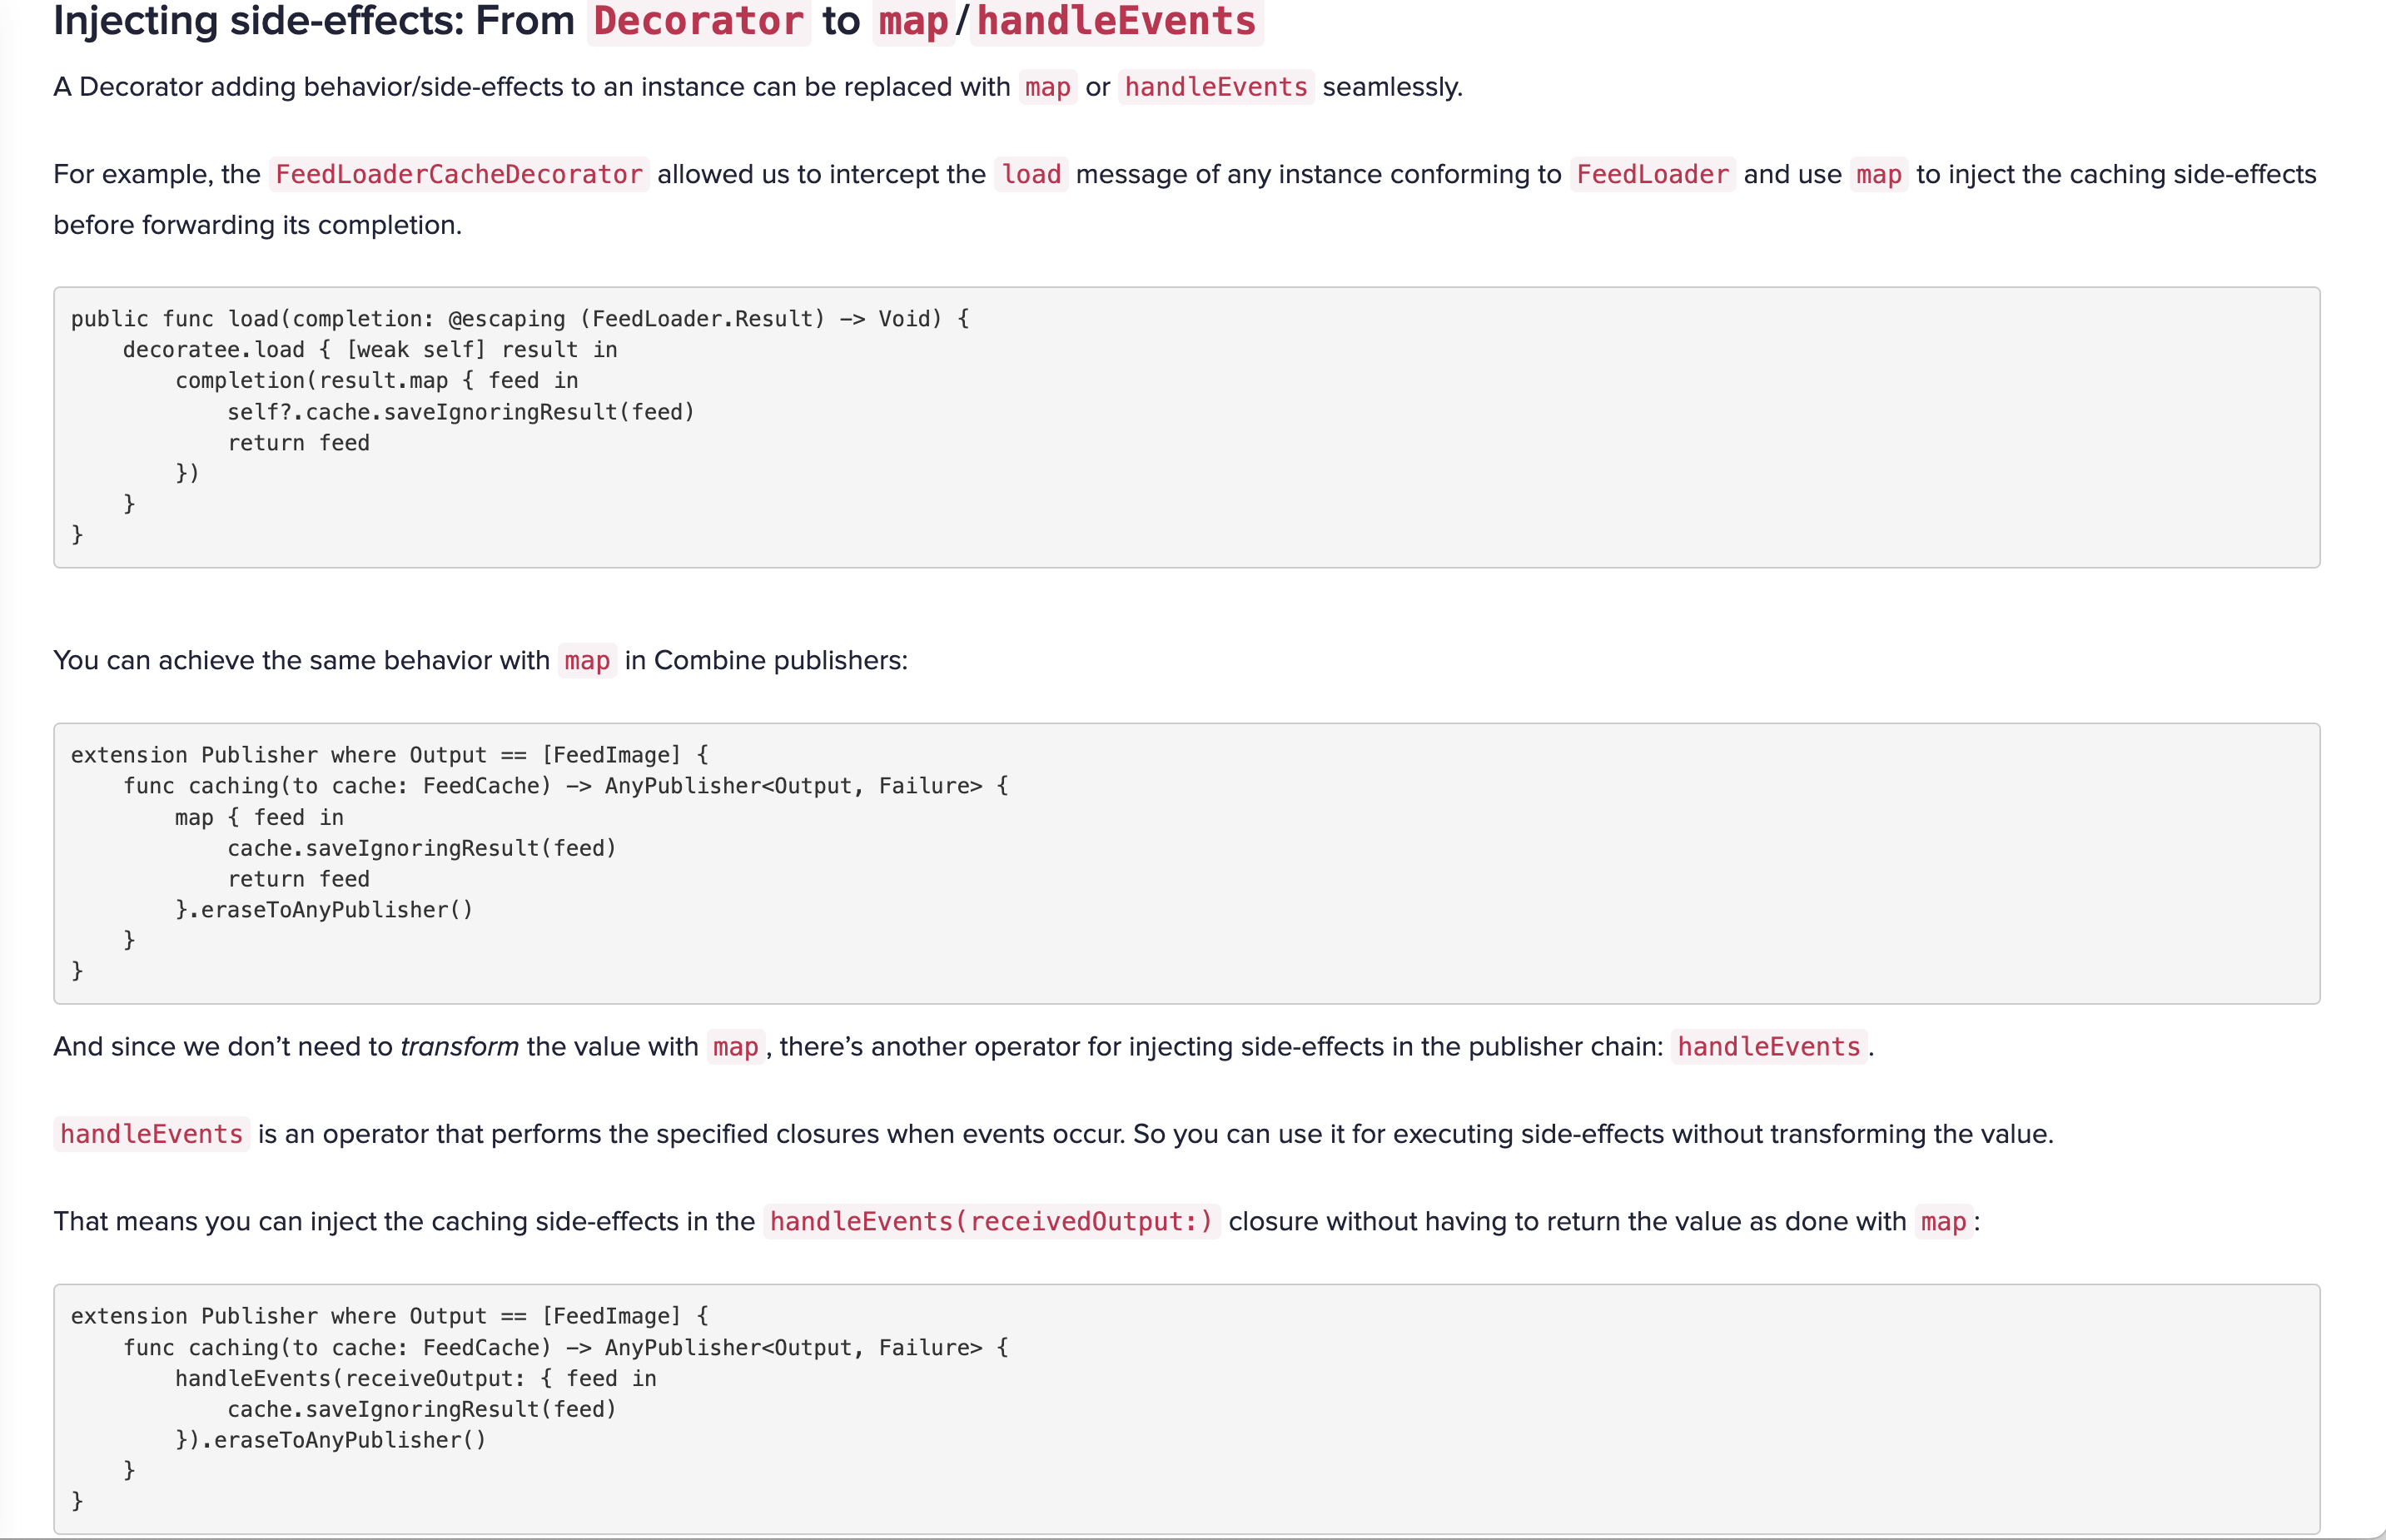 Injecting side-effects: From Decorator to map/handleEvents
A Decorator adding behavior/side-effects to an instance can be replaced with map or handleEvents seamlessly.
For example, the FeedLoaderCacheDecorator allowed us to intercept the load message of any instance conforming to FeedLoader and use map to inject the caching side-effects
before forwarding its completion.
public func load(completion: @escaping (FeedLoader.Result) -> Void) {
    decoratee.load { [weak self] result in
        completion(result.map { feed in
            self?.cache.saveIgnoringResult(feed)
            return feed
        })
    }
}
You can achieve the same behavior with map in Combine publishers:
extension Publisher where Output == [FeedImage] {
    func caching(to cache: FeedCache) -> AnyPublisher<Output, Failure> {
        map { feed in
            cache.saveIgnoringResult(feed)
            return feed
        }.eraseToAnyPublisher()
    }
}
And since we don’t need to transform the value with map, there’s another operator for injecting side-effects in the publisher chain: handleEvents.
handleEvents is an operator that performs the specified closures when events occur. So you can use it for executing side-effects without transforming the value.
That means you can inject the caching side-effects in the handleEvents(receivedOutput:) closure without having to return the value as done with map:
extension Publisher where Output == [FeedImage] {
    func caching(to cache: FeedCache) -> AnyPublisher<Output, Failure> {
        handleEvents(receiveOutput: { feed in
            cache.saveIgnoringResult(feed)
        }).eraseToAnyPublisher()
    }
}